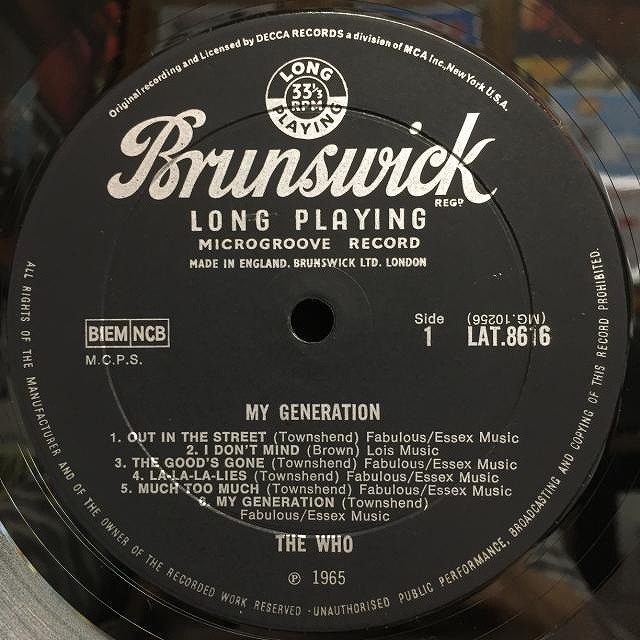 Original recording and Licensed by DECCA RECORDS a division of MCA Inc., New York U.S.A.
LONG
33⅓
RPM
PLAYING
Brunswick
REGD
LONG PLAYING
MICROGROOVE RECORD
MADE IN ENGLAND. BRUNSWICK LTD. LONDON
BIEM NCB
M.C.P.S.
Side
1
(MG.10256)
LAT.8616
MY GENERATION
1. OUT IN THE STREET (Townshend) Fabulous/Essex Music
2. I DON'T MIND (Brown) Lois Music
3. THE GOOD'S GONE (Townshend) Fabulous/Essex Music
4. LA-LA-LA-LIES (Townshend) Fabulous/Essex Music
5. MUCH TOO MUCH (Townshend) Fabulous/Essex Music
6. MY GENERATION (Townshend)
Fabulous/Essex Music
THE WHO
℗ 1965
ALL RIGHTS OF THE MANUFACTURER AND OF THE OWNER OF THE RECORDED WORK RESERVED · UNAUTHORISED PUBLIC PERFORMANCE, BROADCASTING AND COPYING OF THIS RECORD PROHIBITED.